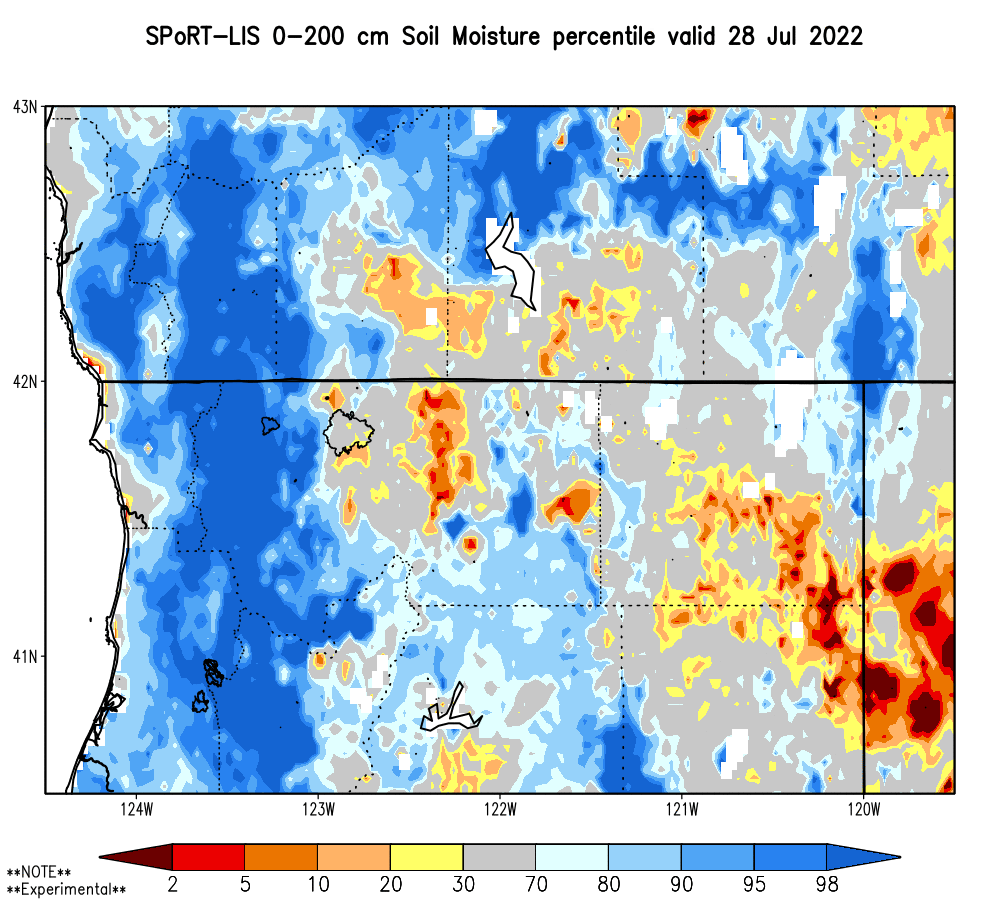 SPoRT-LIS 0-200 cm Soil Moisture percentile valid 28 Jul 2022
43N
42N
41N
124W 123W 122W 121W 120W
**NOTE**
**Experimental**
2 5 10 20 30 70 80 90 95 98